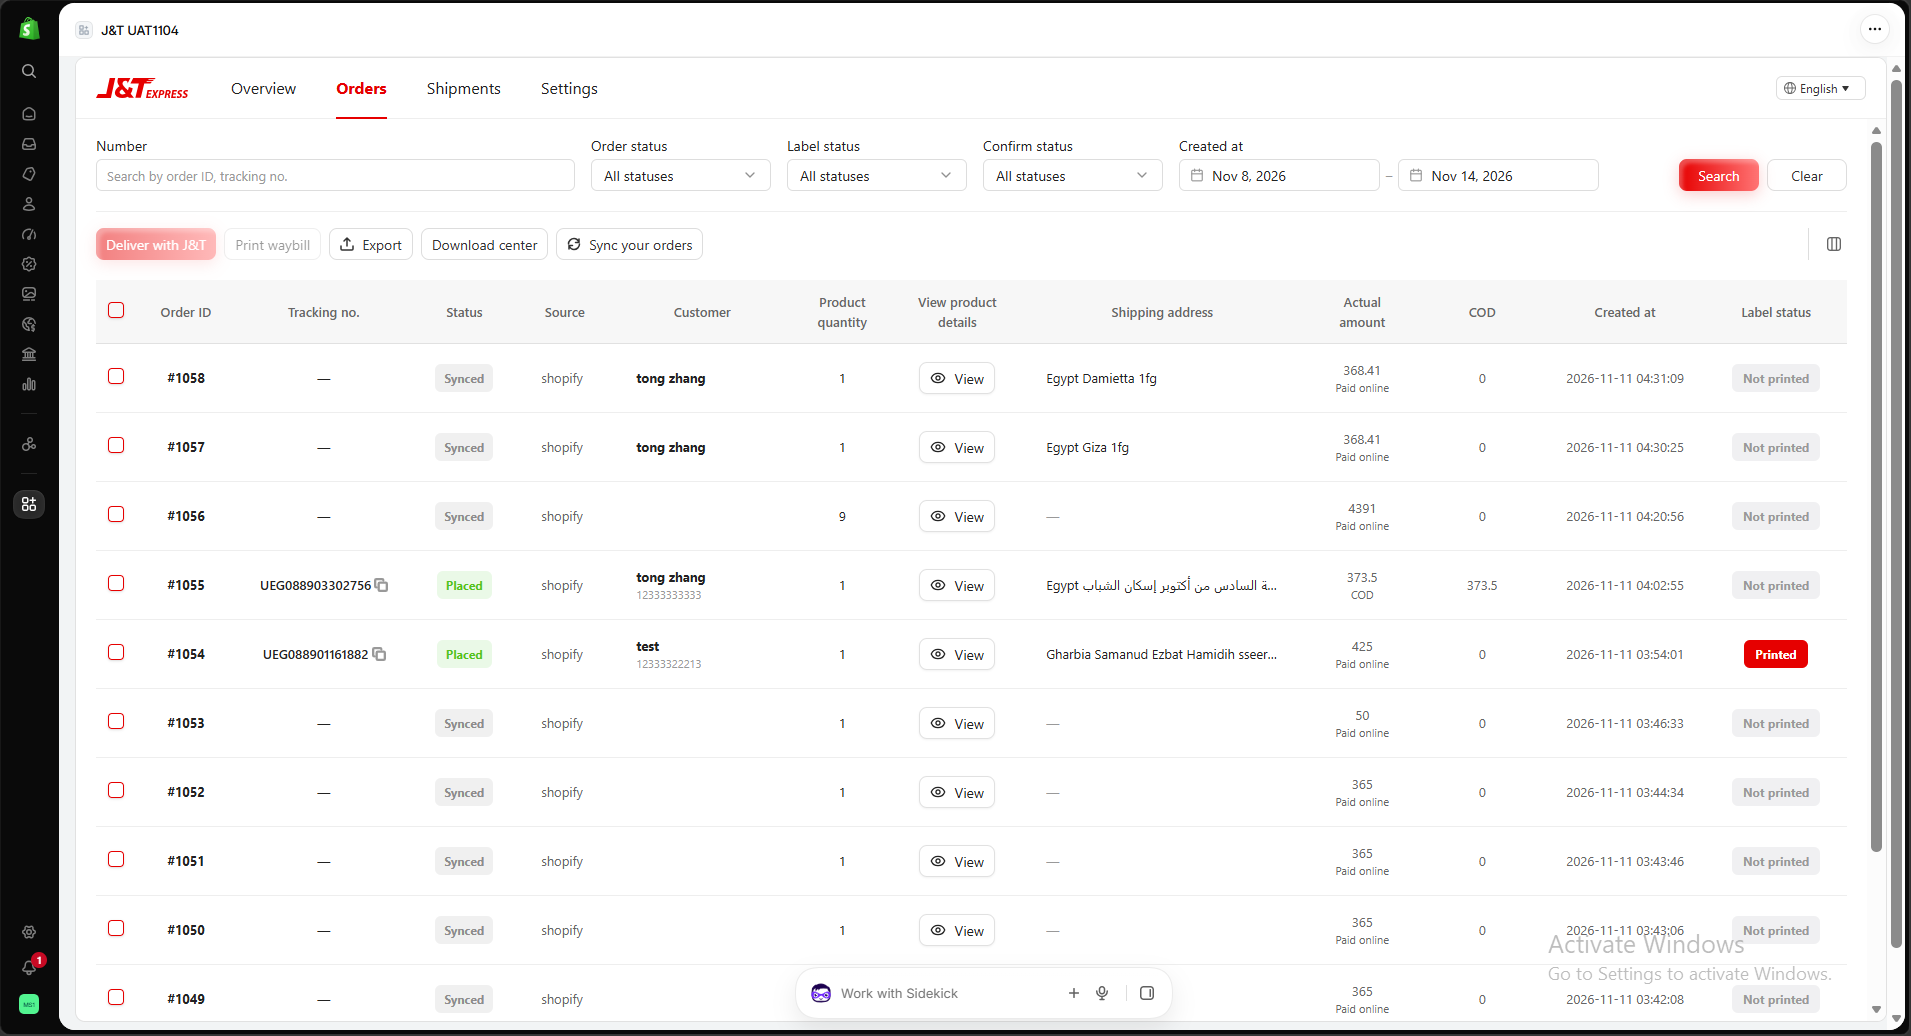 J&T UAT1104
J&T EXPRESS
Overview
Orders
Shipments
Settings
English
Number
Order status
Label status
Confirm status
Created at
Search by order ID, tracking no.
All statuses
All statuses
All statuses
Nov 8, 2026
–
Nov 14, 2026
Search
Clear
Deliver with J&T
Print waybill
Export
Download center
Sync your orders
Order ID
Tracking no.
Status
Source
Customer
Product quantity
View product details
Shipping address
Actual amount
COD
Created at
Label status
#1058 — Synced shopify tong zhang 1 View Egypt Damietta 1fg 368.41 Paid online 0 2026-11-11 04:31:09 Not printed
#1057 — Synced shopify tong zhang 1 View Egypt Giza 1fg 368.41 Paid online 0 2026-11-11 04:30:25 Not printed
#1056 — Synced shopify 9 View — 4391 Paid online 0 2026-11-11 04:20:56 Not printed
#1055 UEG088903302756 Placed shopify tong zhang 12333333333 1 View Egypt ة السادس من أكتوبر إسكان الشباب... 373.5 COD 373.5 2026-11-11 04:02:55 Not printed
#1054 UEG088901161882 Placed shopify test 12333322213 1 View Gharbia Samanud Ezbat Hamidih sseer... 425 Paid online 0 2026-11-11 03:54:01 Printed
#1053 — Synced shopify 1 View — 50 Paid online 0 2026-11-11 03:46:33 Not printed
#1052 — Synced shopify 1 View — 365 Paid online 0 2026-11-11 03:44:34 Not printed
#1051 — Synced shopify 1 View — 365 Paid online 0 2026-11-11 03:43:46 Not printed
#1050 — Synced shopify 1 View — 365 Paid online 0 2026-11-11 03:43:06 Not printed
#1049 — Synced shopify 365 Paid online 0 2026-11-11 03:42:08 Not printed
Activate Windows
Go to Settings to activate Windows.
Work with Sidekick
1
MS1